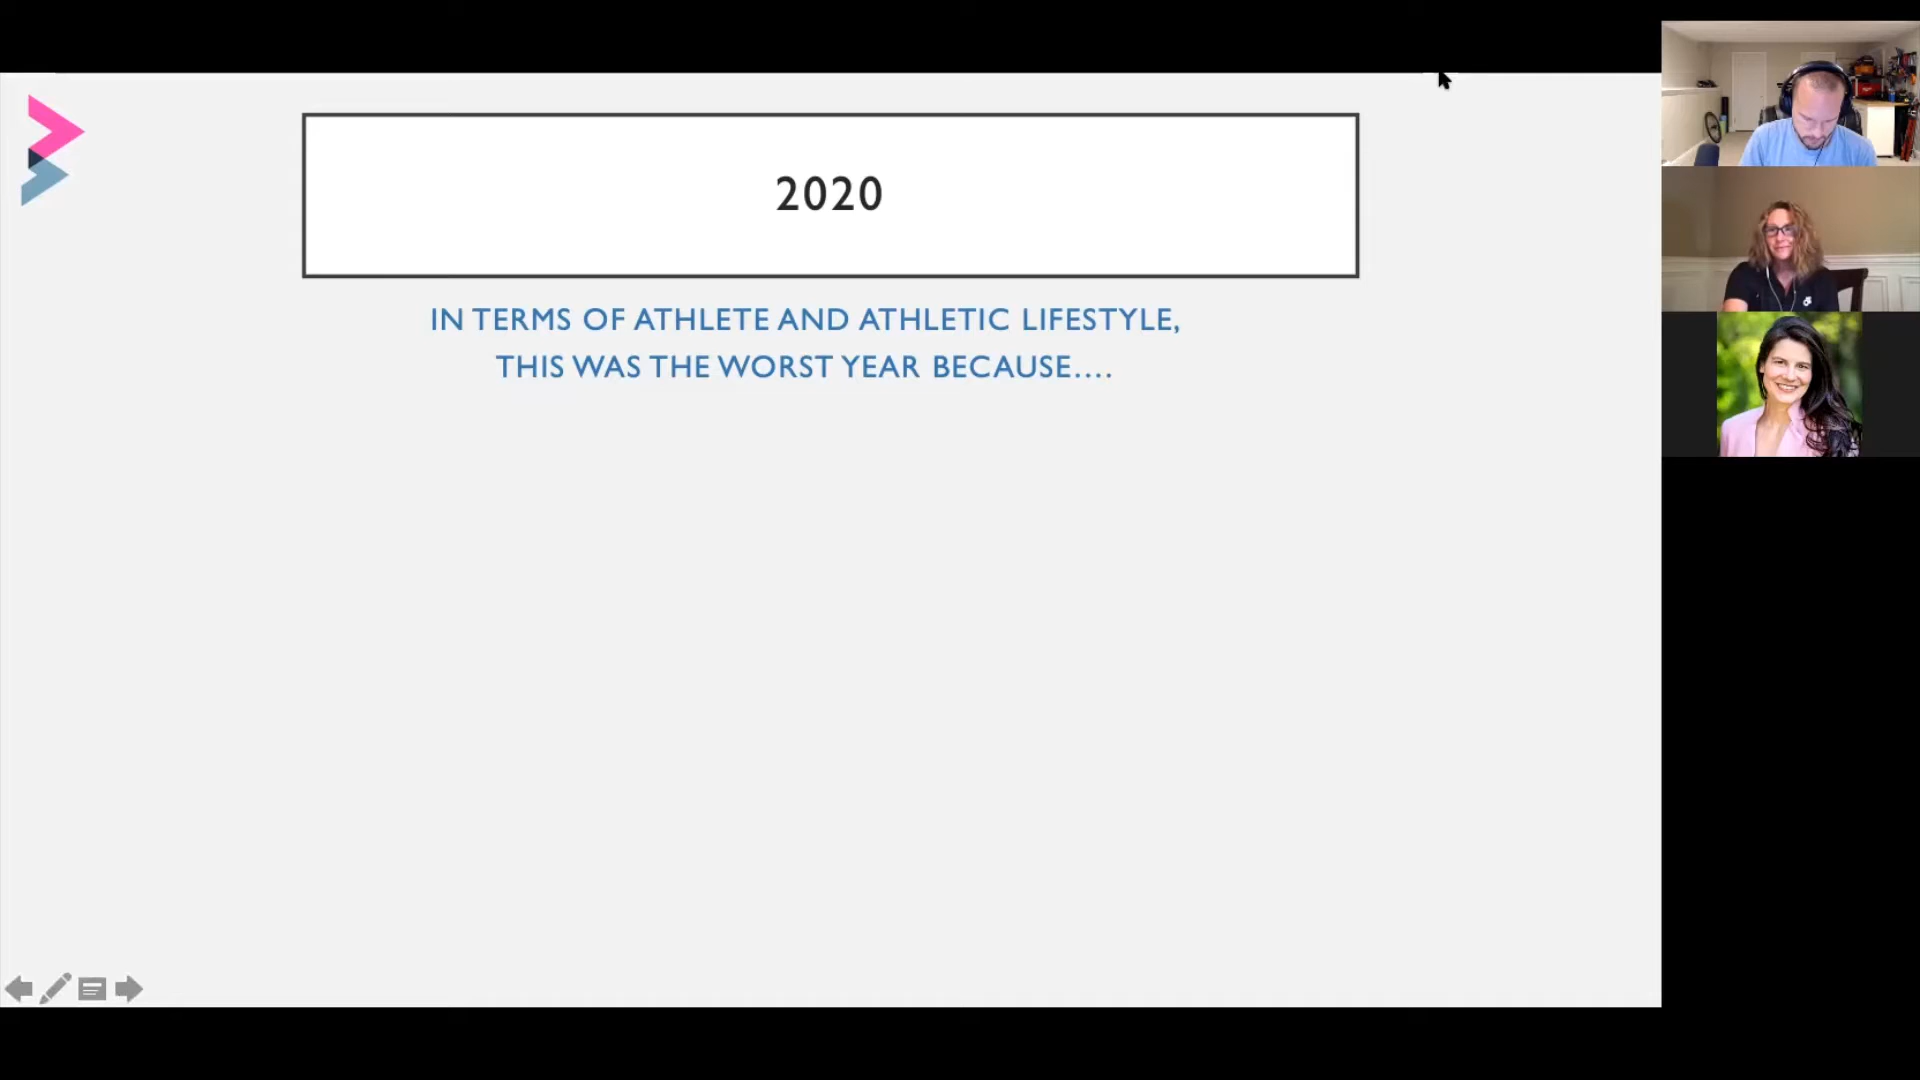 2020
IN TERMS OF ATHLETE AND ATHLETIC LIFESTYLE,
THIS WAS THE WORST YEAR BECAUSE....